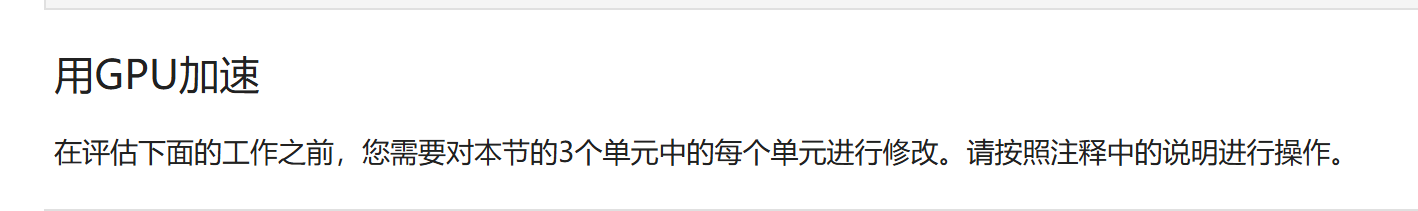 用GPU加速
在评估下面的工作之前，您需要对本节的3个单元中的每个单元进行修改。请按照注释中的说明进行操作。